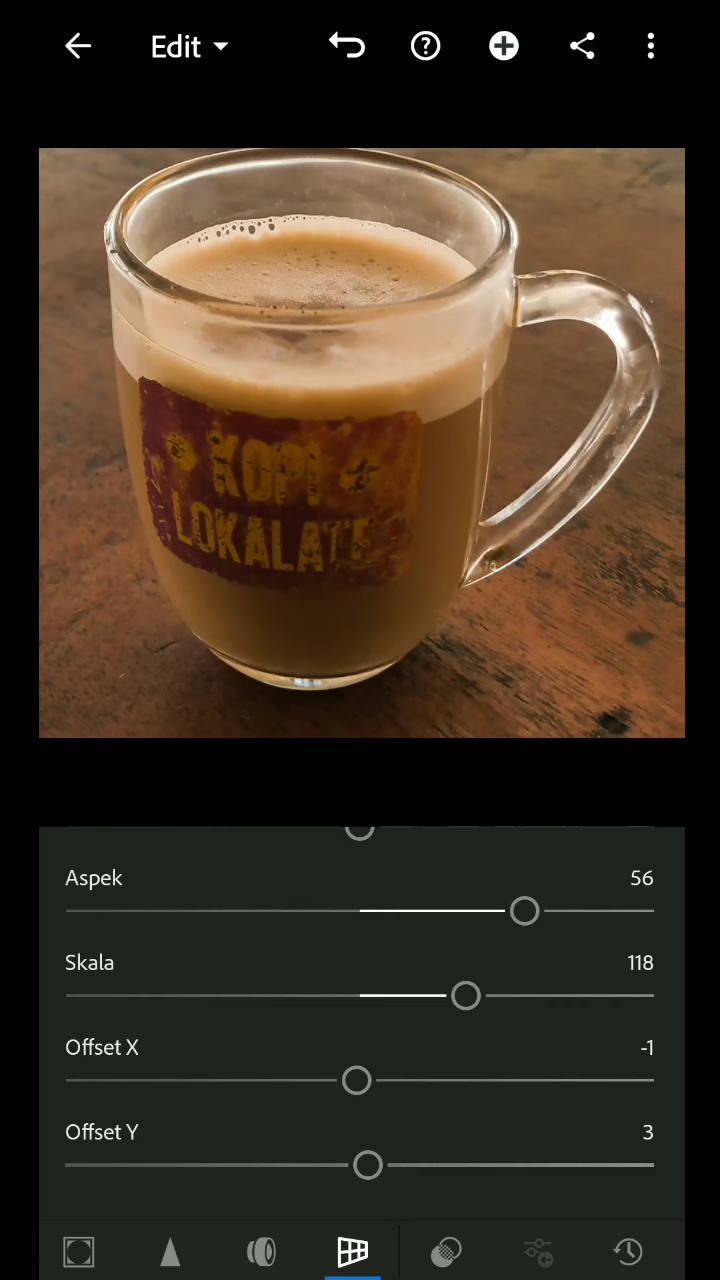 Edit
KOPI
LOKALATE
Aspek 56
Skala 118
Offset X -1
Offset Y 3